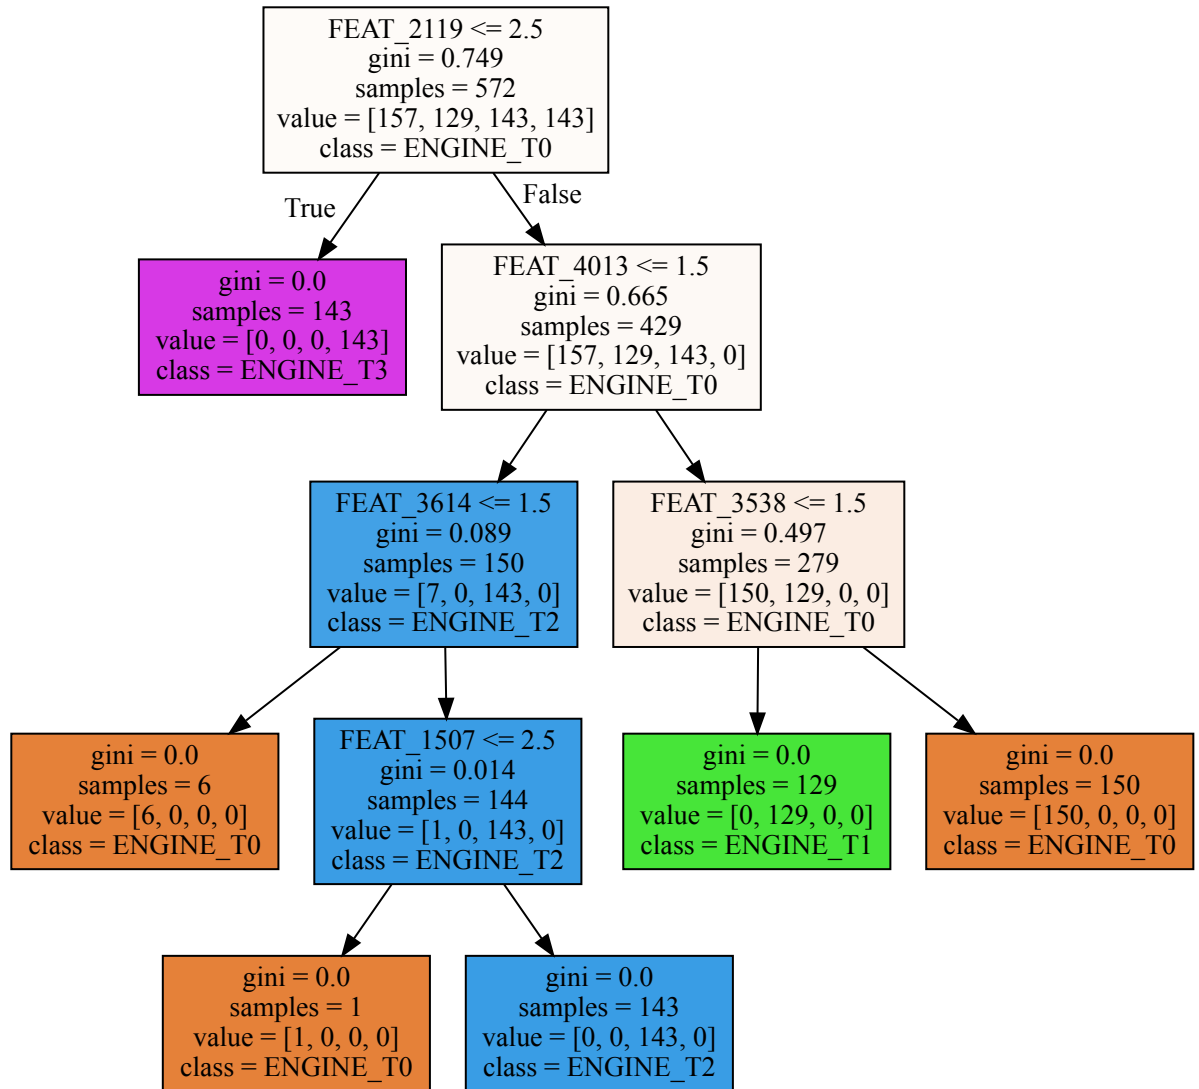 FEAT_2119 <= 2.5
gini = 0.749
samples = 572
value = [157, 129, 143, 143]
class = ENGINE_T0
True
False
gini = 0.0
samples = 143
value = [0, 0, 0, 143]
class = ENGINE_T3
FEAT_4013 <= 1.5
gini = 0.665
samples = 429
value = [157, 129, 143, 0]
class = ENGINE_T0
FEAT_3614 <= 1.5
gini = 0.089
samples = 150
value = [7, 0, 143, 0]
class = ENGINE_T2
FEAT_3538 <= 1.5
gini = 0.497
samples = 279
value = [150, 129, 0, 0]
class = ENGINE_T0
gini = 0.0
samples = 6
value = [6, 0, 0, 0]
class = ENGINE_T0
FEAT_1507 <= 2.5
gini = 0.014
samples = 144
value = [1, 0, 143, 0]
class = ENGINE_T2
gini = 0.0
samples = 129
value = [0, 129, 0, 0]
class = ENGINE_T1
gini = 0.0
samples = 150
value = [150, 0, 0, 0]
class = ENGINE_T0
gini = 0.0
samples = 1
value = [1, 0, 0, 0]
class = ENGINE_T0
gini = 0.0
samples = 143
value = [0, 0, 143, 0]
class = ENGINE_T2